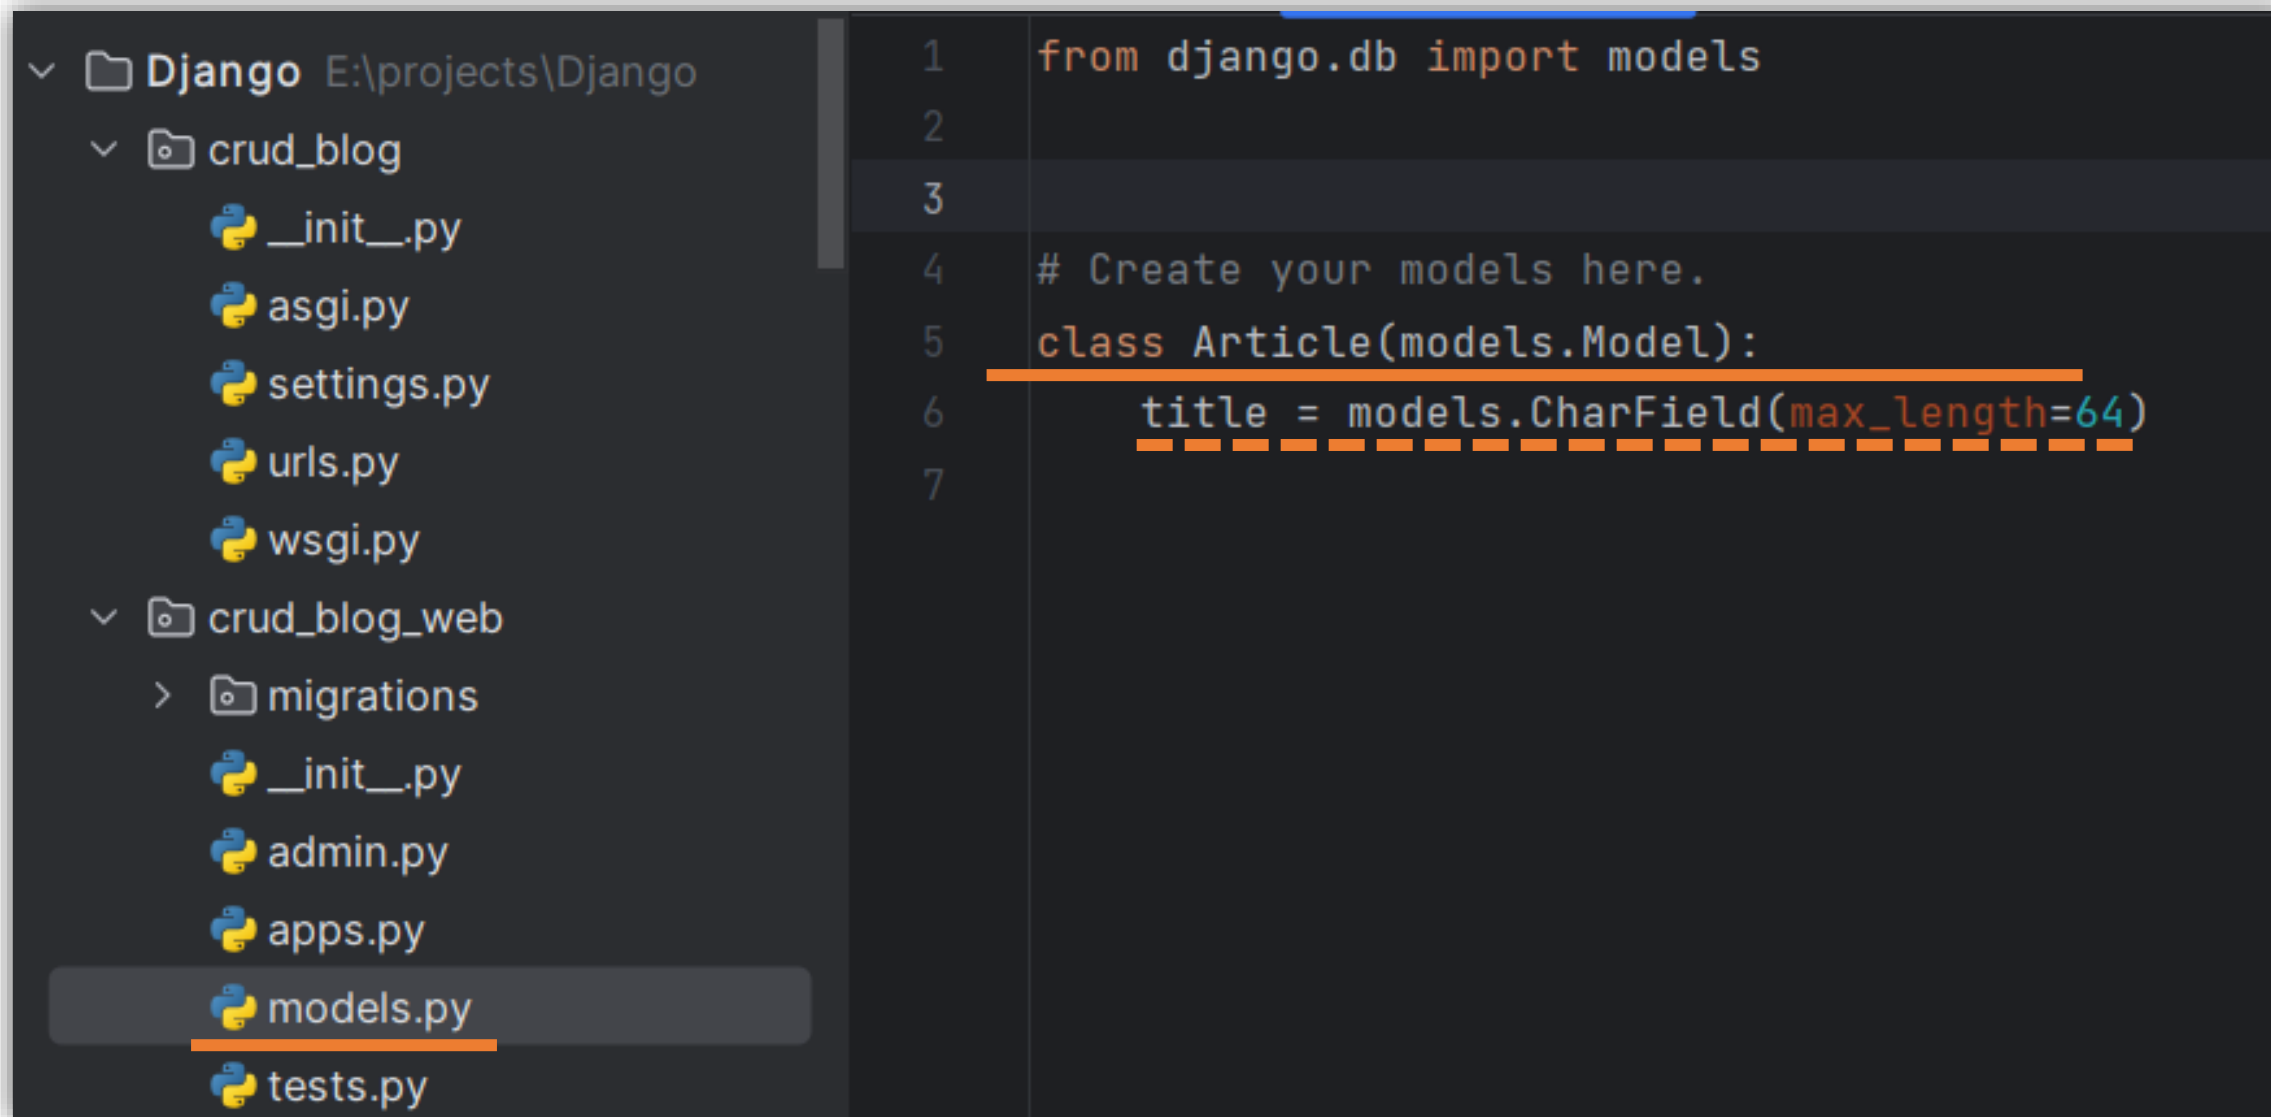 Django E:\projects\Django
crud_blog
__init__.py
asgi.py
settings.py
urls.py
wsgi.py
crud_blog_web
migrations
__init__.py
admin.py
apps.py
models.py
tests.py
1 from django.db import models
2
3
4 # Create your models here.
5 class Article(models.Model):
6     title = models.CharField(max_length=64)
7